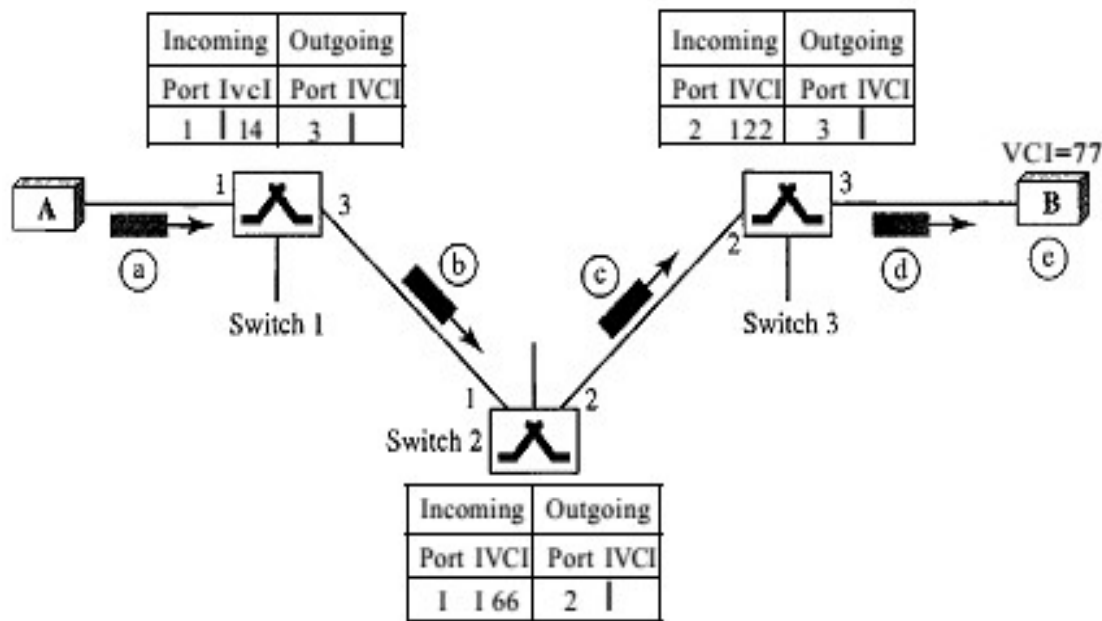 Incoming Outgoing
Port IvcI Port IVCI
1 | 14 3 |
Incoming Outgoing
Port IVCI Port IVCI
2 122 3 |
VCI=77
A
1
3
a
b
Switch 1
c
2
3
d
B
e
Switch 3
1
2
Switch 2
Incoming Outgoing
Port IVCI Port IVCI
1 I 66 2 |